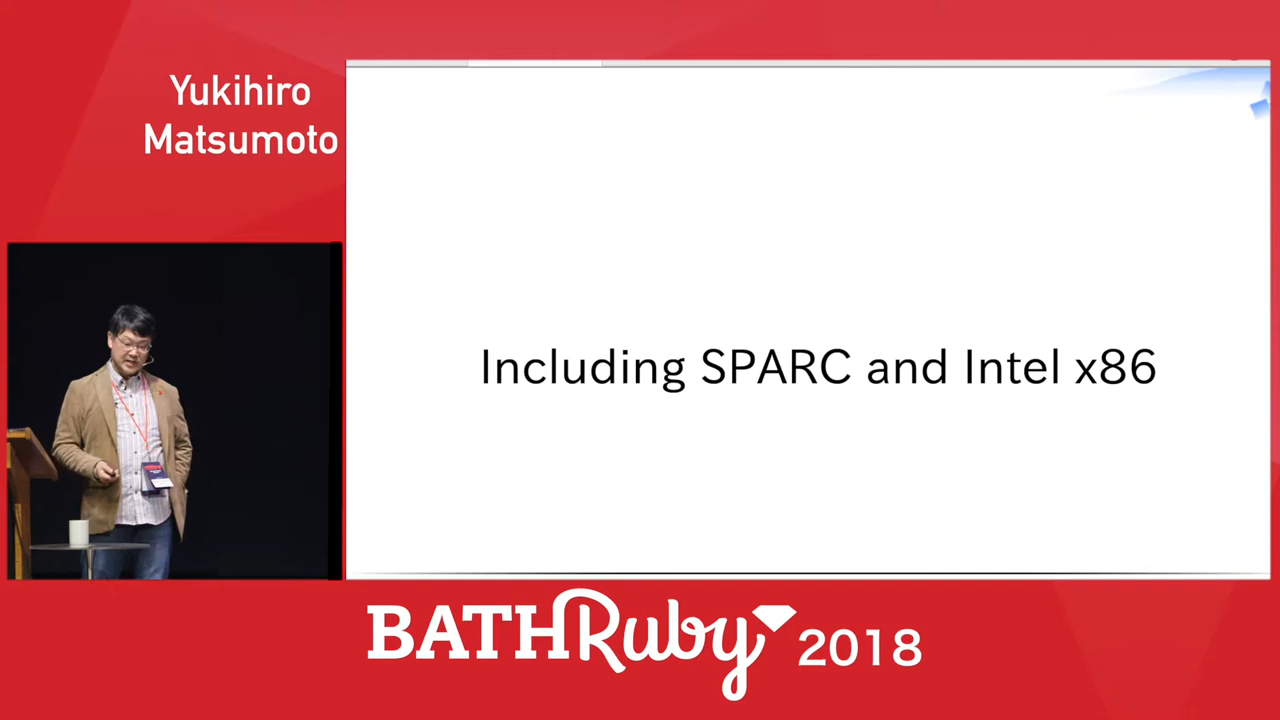 Yukihiro
Matsumoto
Including SPARC and Intel x86
BATHRuby 2018